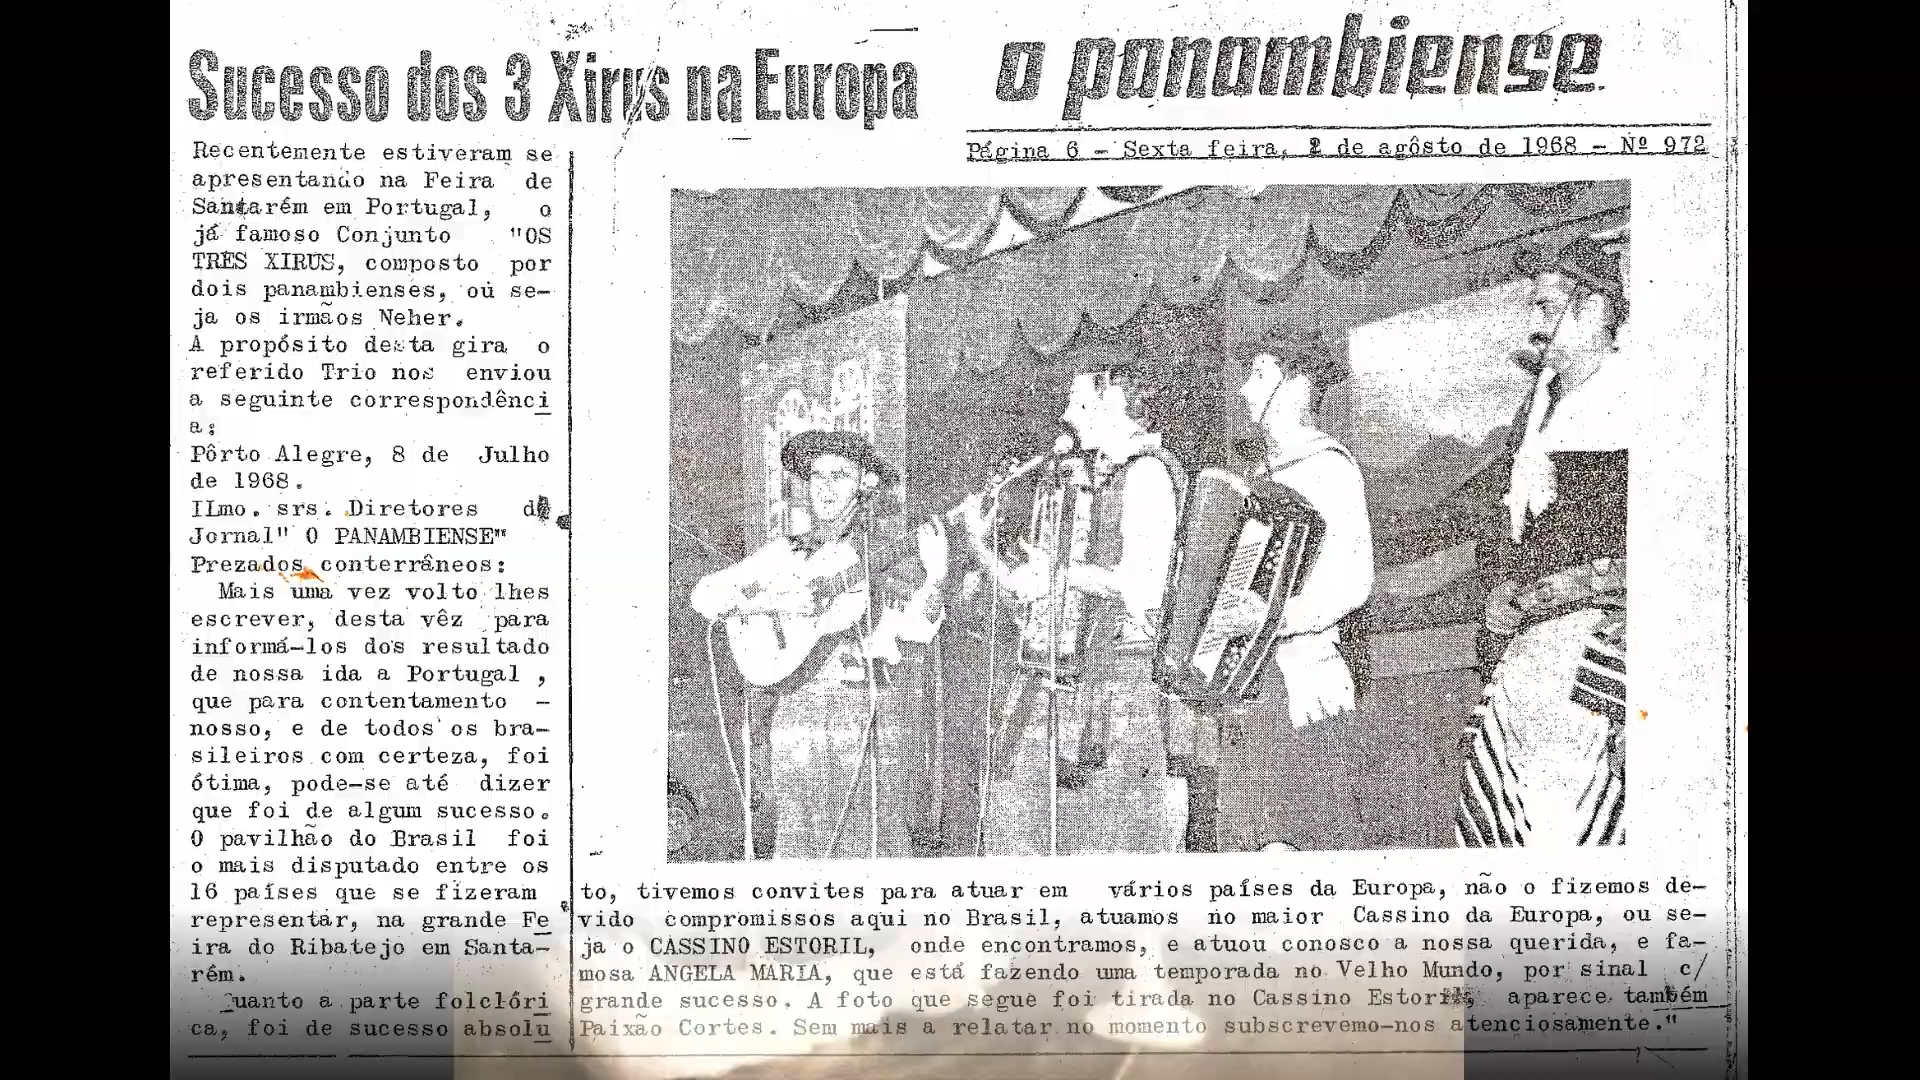 Sucesso dos 3 Xirus na Europa
o panambiense
Página 6 - Sexta feira, 2 de agôsto de 1968 - Nº 972
Recentemente estiveram se
apresentando na Feira de
Santarém em Portugal, o
já famoso Conjunto "OS
TRÊS XIRUS, composto por
dois panambienses, ou se-
ja os irmãos Neher.
A propósito desta gira o
referido Trio nos enviou
a seguinte correspondênci
a:
Pôrto Alegre, 8 de Julho
de 1968.
ILmo. srs. Diretores
Jornal" O PANAMBIENSE"
Prezados conterrâneos:
Mais uma vez volto lhes
escrever, desta vêz para
informá-los dos resultado
de nossa ida a Portugal ,
que para contentamento -
nosso, e de todos os bra-
sileiros com certeza, foi
ótima, pode-se até dizer
que foi de algum sucesso.
O pavilhão do Brasil foi
o mais disputado entre os
16 países que se fizeram
representar, na grande Fe
ira do Ribatejo em Santa-
rém.
Quanto a parte folclóri
ca, foi de sucesso absolu
to, tivemos convites para atuar em vários países da Europa, não o fizemos de-
vido compromissos aqui no Brasil, atuamos no maior Cassino da Europa, ou se-
ja o CASSINO ESTORIL, onde encontramos, e atuou conosco a nossa querida, e fa-
mosa ANGELA MARIA, que está fazendo uma temporada no Velho Mundo, por sinal c/
grande sucesso. A foto que segue foi tirada no Cassino Estoril, aparece também
Paixão Cortes. Sem mais a relatar no momento subscrevemo-nos atenciosamente."